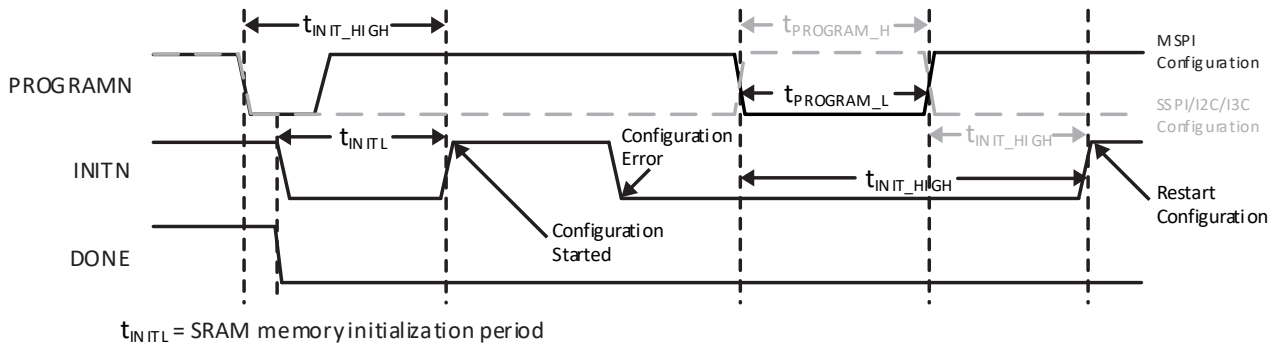 tINIT_HIGH
tPROGRAM_H
MSPI
Configuration
PROGRAMN
tPROGRAM_L
SSPI/I2C/I3C
Configuration
tINITL
Configuration
Error
tINIT_HIGH
INITN
tINIT_HIGH
Restart
Configuration
Configuration
Started
DONE
tINITL = SRAM memory initialization period